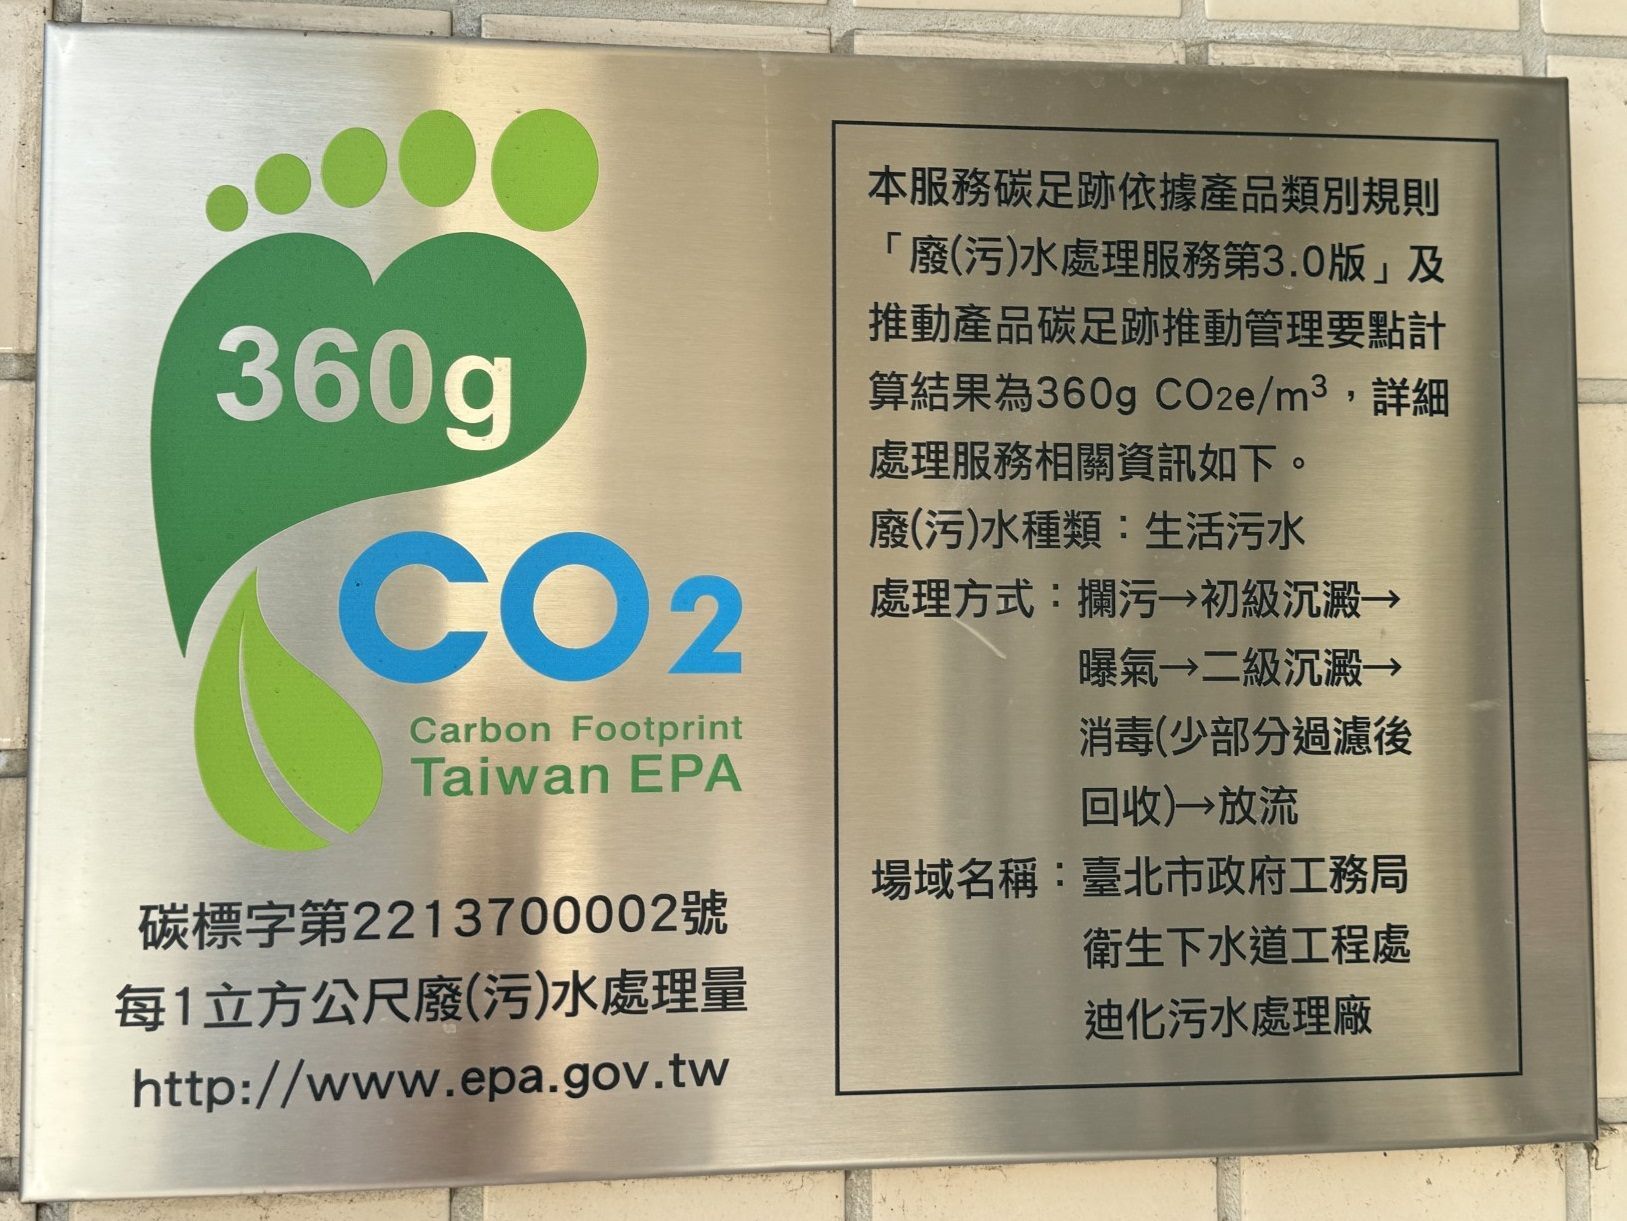 360g
CO2
Carbon Footprint
Taiwan EPA
碳標字第2213700002號
每1立方公尺廢(污)水處理量
http://www.epa.gov.tw
本服務碳足跡依據產品類別規則
「廢(污)水處理服務第3.0版」及
推動產品碳足跡推動管理要點計
算結果為360g CO2e/m³，詳細
處理服務相關資訊如下。
廢(污)水種類：生活污水
處理方式：攔污→初級沉澱→
曝氣→二級沉澱→
消毒(少部分過濾後
回收)→放流
場域名稱：臺北市政府工務局
衛生下水道工程處
迪化污水處理廠